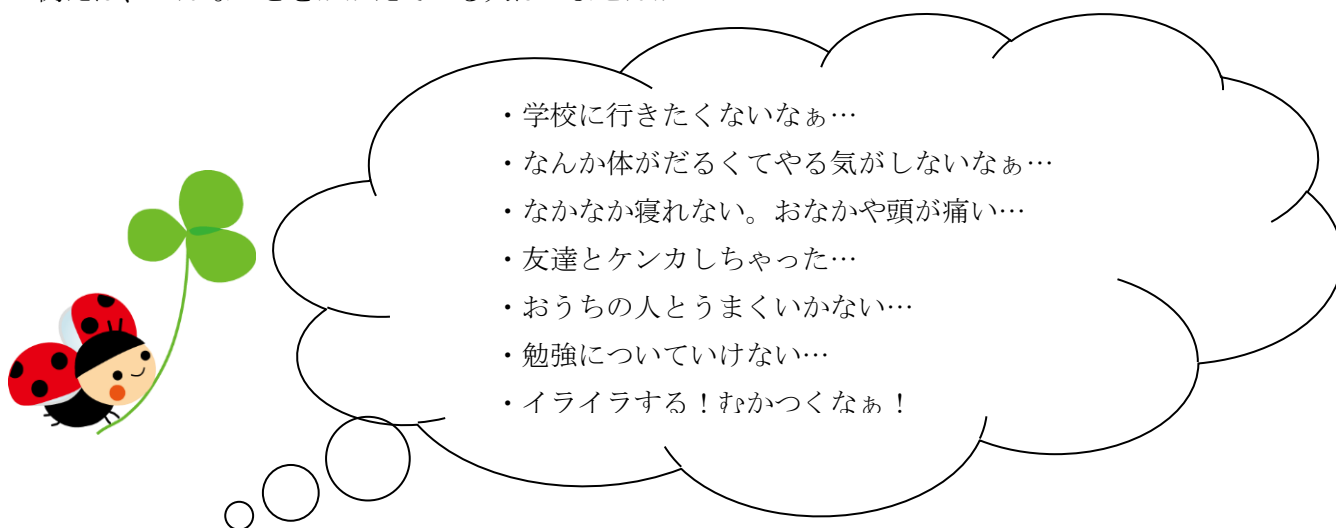 ・学校に行きたくないなぁ…
・なんか体がだるくてやる気がしないなぁ…
・なかなか寝れない。おなかや頭が痛い…
・友達とケンカしちゃった…
・おうちの人とうまくいかない…
・勉強についていけない…
・イライラする！むかつくなぁ！